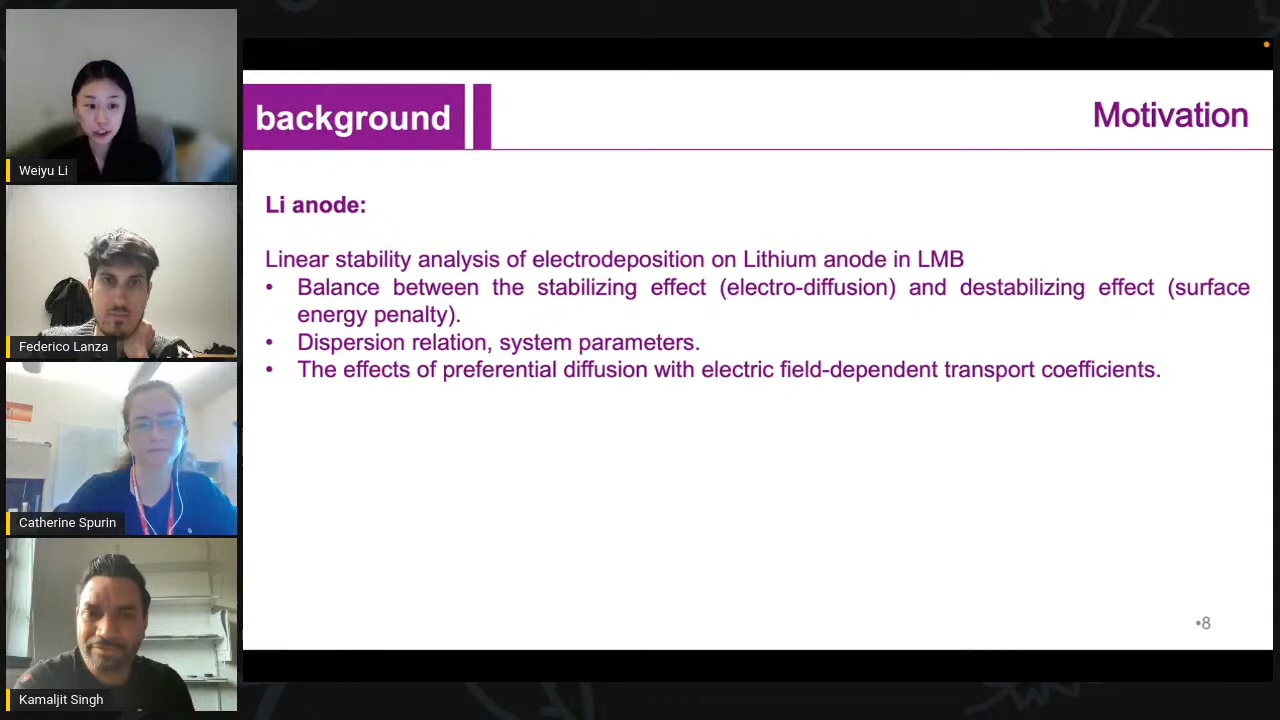 Weiyu Li
Federico Lanza
Catherine Spurin
Kamaljit Singh
background
Motivation
Li anode:
Linear stability analysis of electrodeposition on Lithium anode in LMB
• Balance between the stabilizing effect (electro-diffusion) and destabilizing effect (surface
energy penalty).
• Dispersion relation, system parameters.
• The effects of preferential diffusion with electric field-dependent transport coefficients.
•8